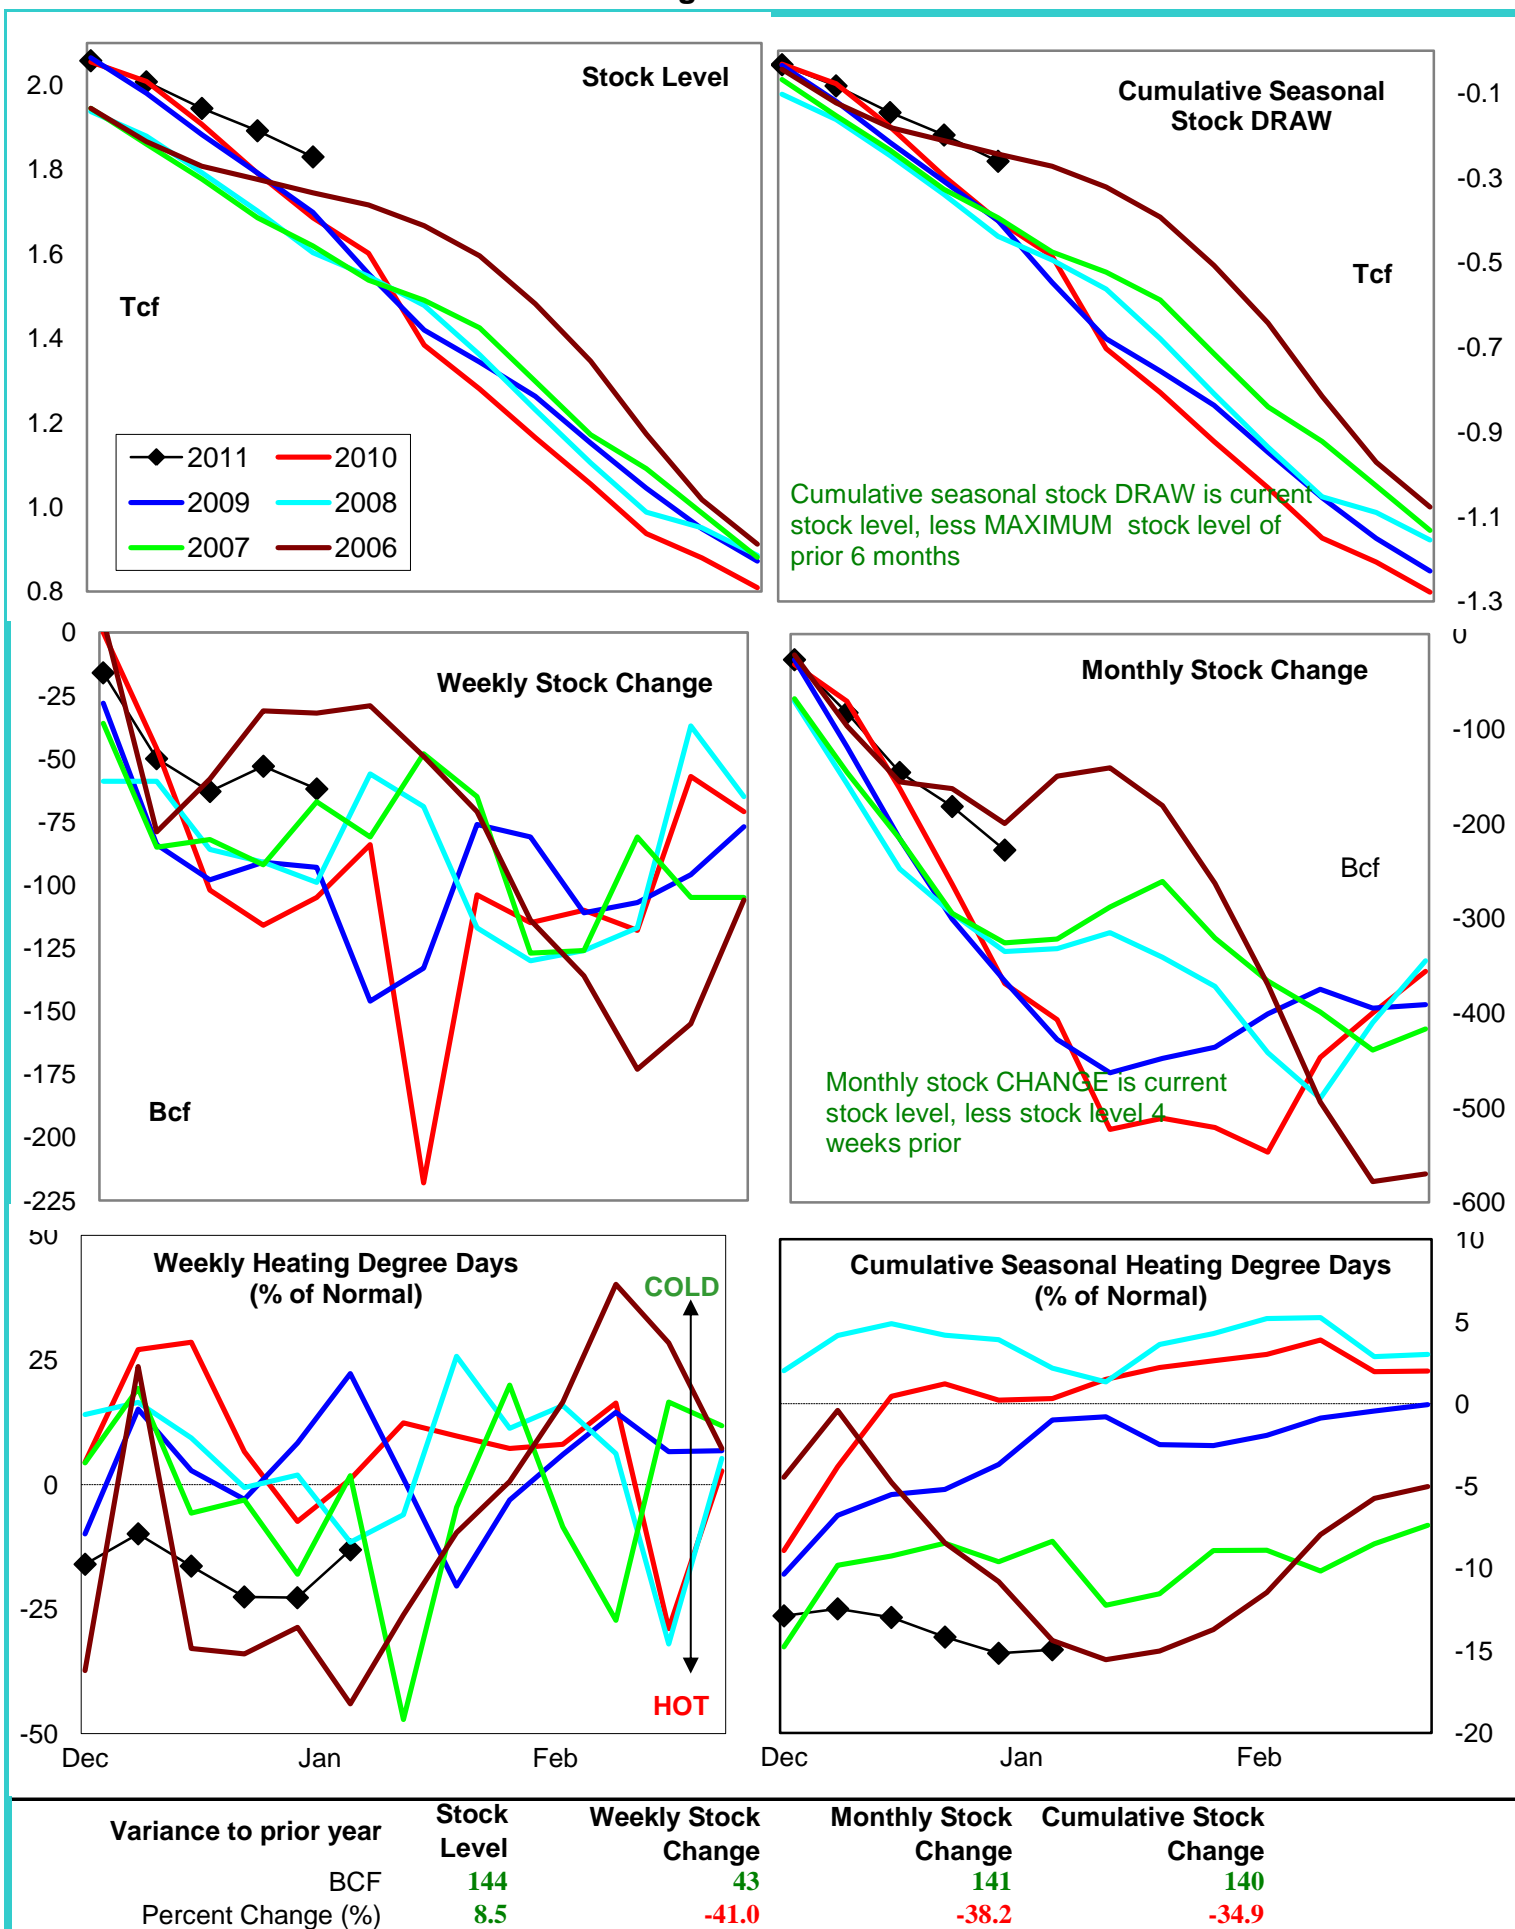 Stock Level
2.0
1.8
1.6
1.4
1.2
1.0
0.8
Tcf
2011
2010
2009
2008
2007
2006
Cumulative Seasonal
Stock DRAW
-0.1
-0.3
-0.5
-0.7
-0.9
-1.1
-1.3
Tcf
Cumulative seasonal stock DRAW is current
stock level, less MAXIMUM stock level of
prior 6 months
Weekly Stock Change
0
-25
-50
-75
-100
-125
-150
-175
-200
-225
Bcf
Monthly Stock Change
0
-100
-200
-300
-400
-500
-600
Bcf
Monthly stock CHANGE is current
stock level, less stock level 4
weeks prior
Weekly Heating Degree Days
(% of Normal)
50
25
0
-25
-50
COLD
HOT
Dec Jan Feb
Cumulative Seasonal Heating Degree Days
(% of Normal)
10
5
0
-5
-10
-15
-20
Dec Jan Feb
Variance to prior year
Stock
Level
Weekly Stock
Change
Monthly Stock
Change
Cumulative Stock
Change
BCF 144 43 141 140
Percent Change (%) 8.5 -41.0 -38.2 -34.9